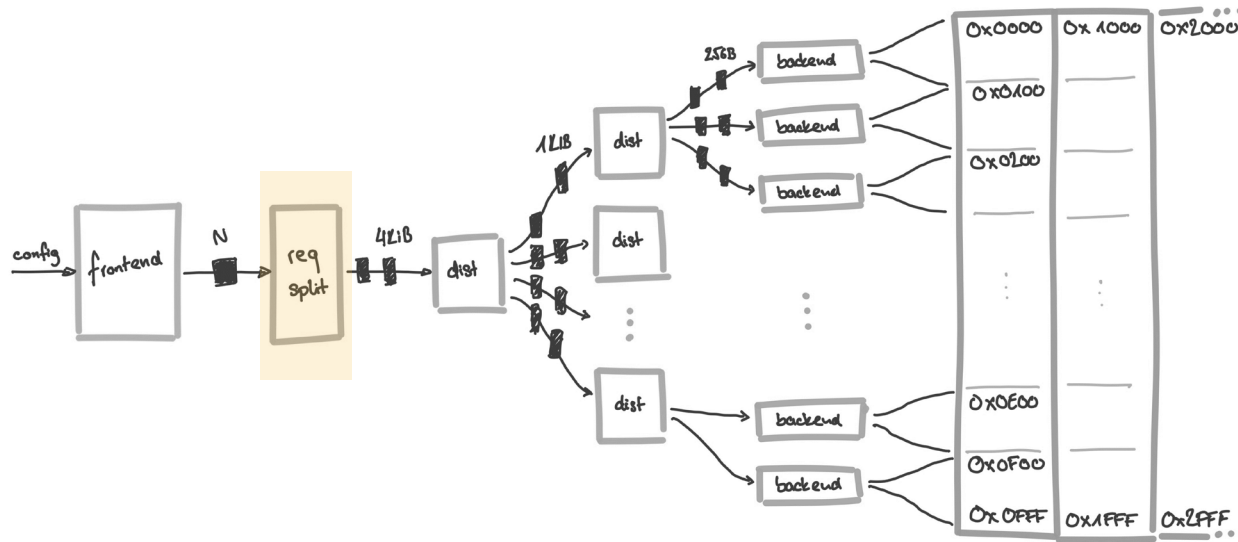 config
frontend
N
req
split
4KiB
dist
1KiB
dist
dist
dist
256B
backend
backend
backend
backend
backend
0x0000
0x0100
0x0200
0x0E00
0x0F00
0x0FFF
0x1000
0x1FFF
0x2000
0x2FFF